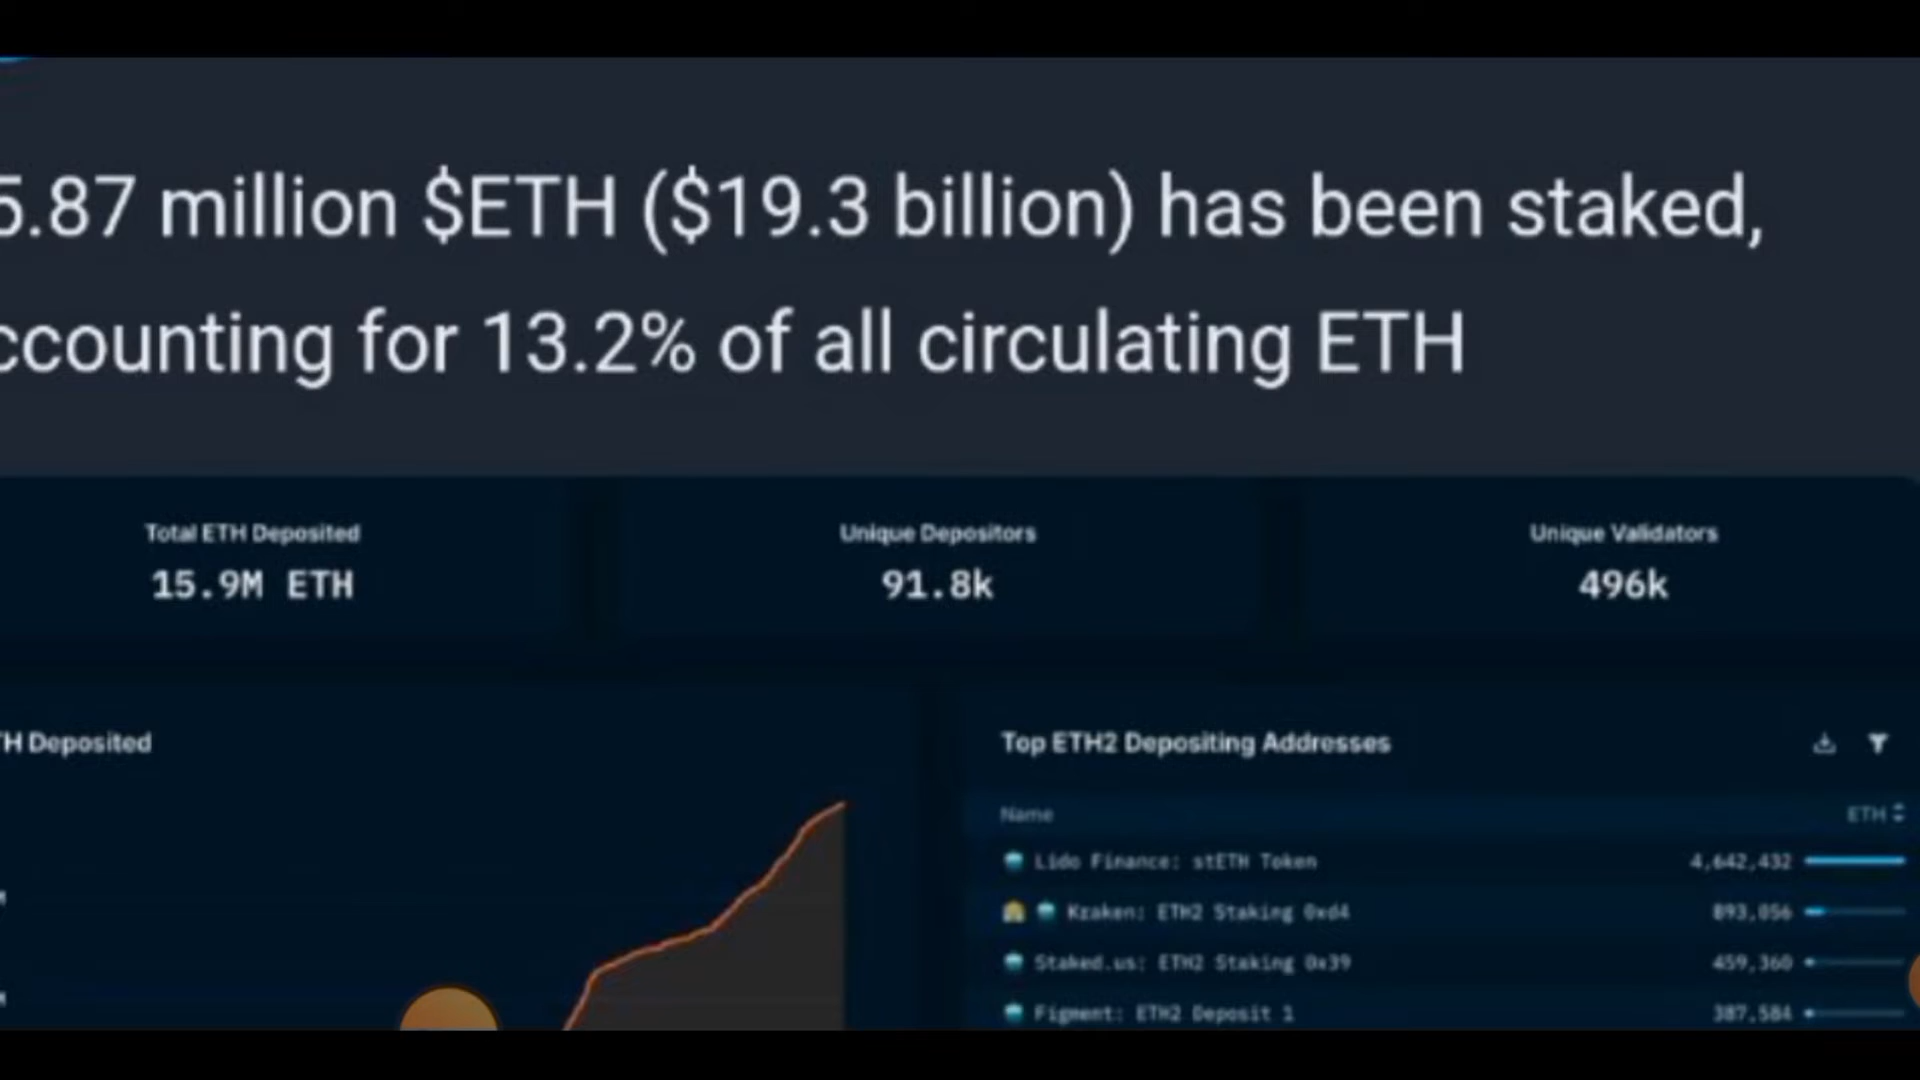 5.87 million $ETH ($19.3 billion) has been staked,
ccounting for 13.2% of all circulating ETH
Total ETH Deposited
15.9M ETH
Unique Depositors
91.8k
Unique Validators
496k
TH Deposited
Top ETH2 Depositing Addresses
Name
ETH
Lido Finance: stETH Token
4,642,432
Kraken: ETH2 Staking 0xd4
893,056
Staked.us: ETH2 Staking 0x39
459,360
Figment: ETH2 Deposit 1
387,584